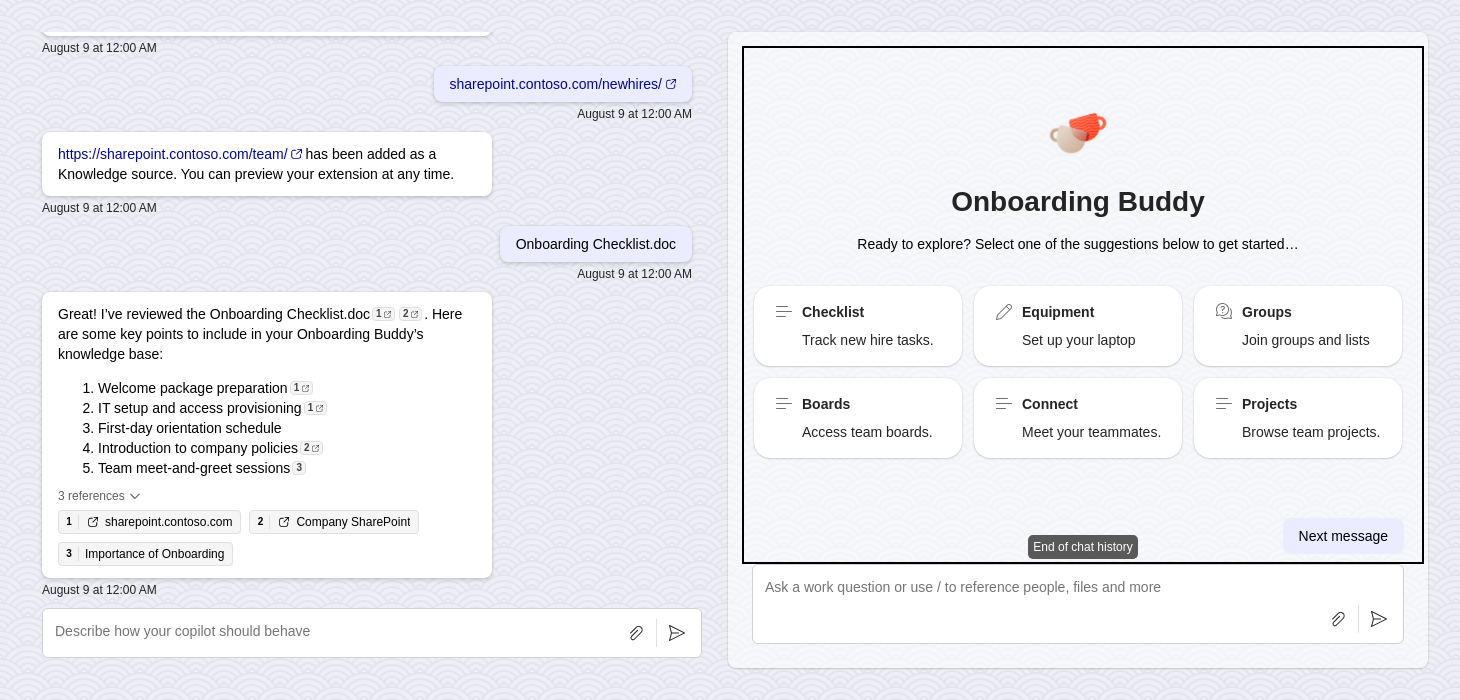 August 9 at 12:00 AM
sharepoint.contoso.com/newhires/
August 9 at 12:00 AM
https://sharepoint.contoso.com/team/ has been added as a
Knowledge source. You can preview your extension at any time.
August 9 at 12:00 AM
Onboarding Checklist.doc
August 9 at 12:00 AM
Great! I’ve reviewed the Onboarding Checklist.doc 1 2 . Here
are some key points to include in your Onboarding Buddy’s
knowledge base:
1. Welcome package preparation 1
2. IT setup and access provisioning 1
3. First-day orientation schedule
4. Introduction to company policies 2
5. Team meet-and-greet sessions 3
3 references
1 sharepoint.contoso.com 2 Company SharePoint
3 Importance of Onboarding
August 9 at 12:00 AM
Describe how your copilot should behave
Onboarding Buddy
Ready to explore? Select one of the suggestions below to get started…
Checklist
Track new hire tasks.
Equipment
Set up your laptop
Groups
Join groups and lists
Boards
Access team boards.
Connect
Meet your teammates.
Projects
Browse team projects.
Next message
End of chat history
Ask a work question or use / to reference people, files and more